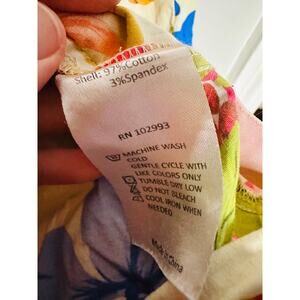 Shell: 97%Cotton
3%Spandex
RN 102993
MACHINE WASH
COLD
GENTLE CYCLE WITH
LIKE COLORS ONLY
TUMBLE DRY LOW
DO NOT BLEACH
COOL IRON WHEN
NEEDED
Made in China